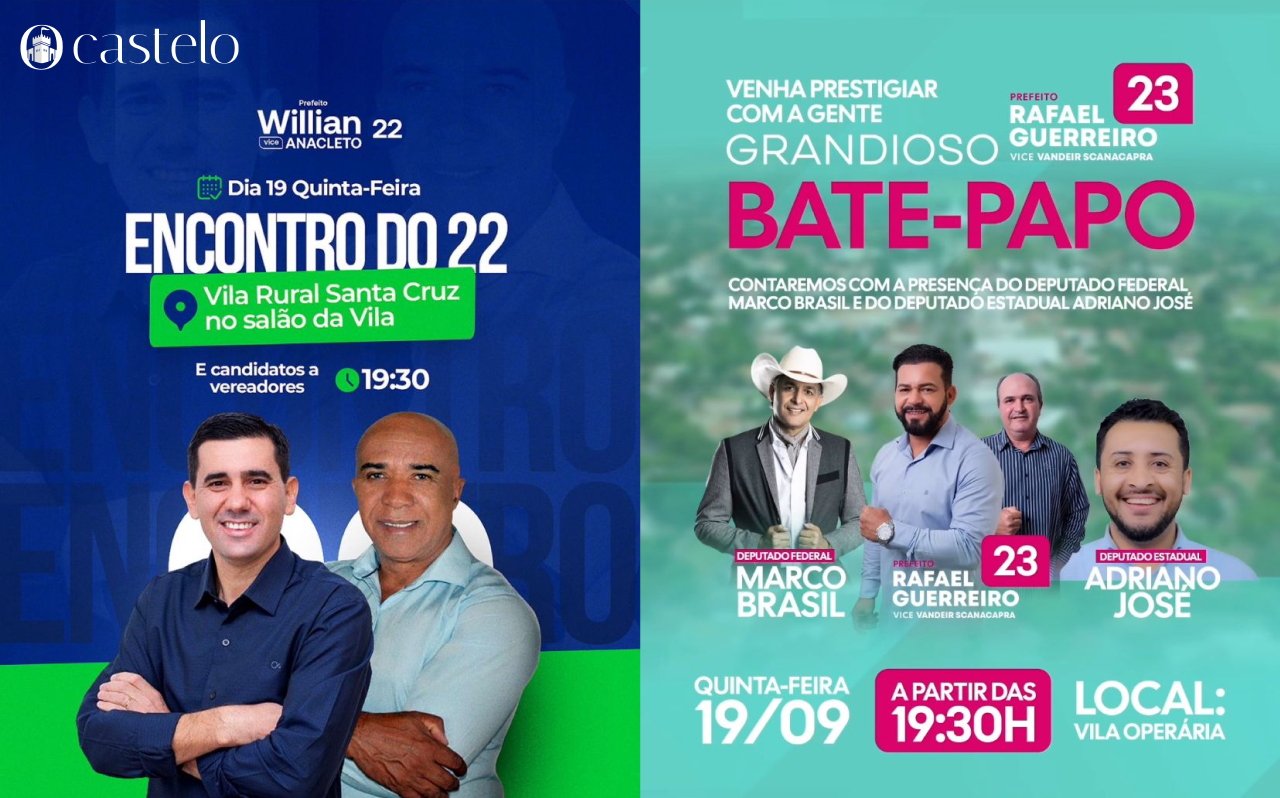 castelo
Prefeito
Willian 22
vice ANACLETO
Dia 19 Quinta-Feira
ENCONTRO DO 22
Vila Rural Santa Cruz
no salão da Vila
E candidatos a
vereadores
19:30
ENCONTRO
ENCONTRO
VENHA PRESTIGIAR
COM A GENTE
GRANDIOSO
PREFEITO
23
RAFAEL
GUERREIRO
VICE VANDEIR SCANACAPRA
BATE-PAPO
CONTAREMOS COM A PRESENÇA DO DEPUTADO FEDERAL
MARCO BRASIL E DO DEPUTADO ESTADUAL ADRIANO JOSÉ
DEPUTADO FEDERAL
MARCO
BRASIL
PREFEITO
23
RAFAEL
GUERREIRO
VICE VANDEIR SCANACAPRA
DEPUTADO ESTADUAL
ADRIANO
JOSÉ
QUINTA-FEIRA
19/09
A PARTIR DAS
19:30H
LOCAL:
VILA OPERÁRIA